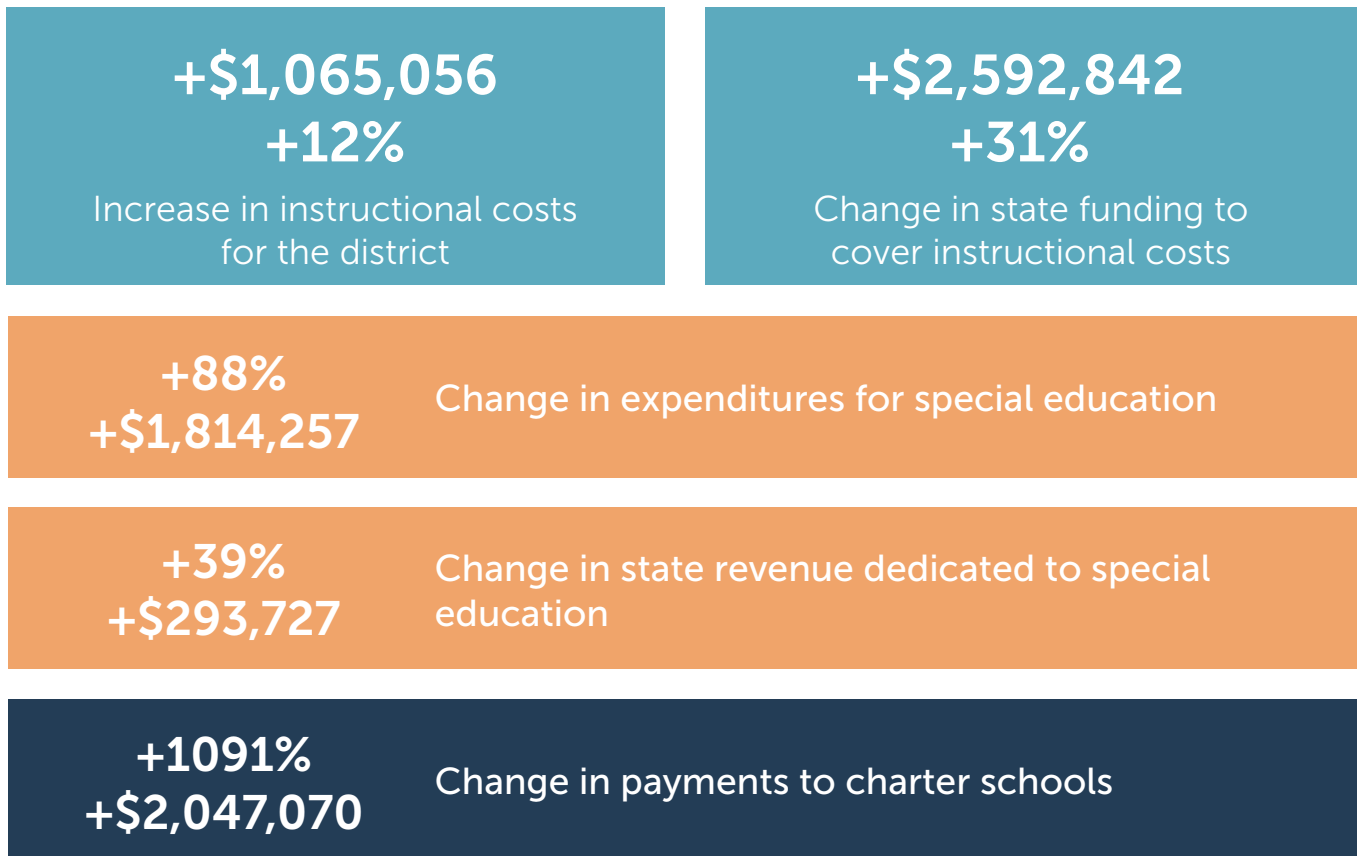 +$1,065,056
+12%
Increase in instructional costs
for the district
+$2,592,842
+31%
Change in state funding to
cover instructional costs
+88%
+$1,814,257
Change in expenditures for special education
+39%
+$293,727
Change in state revenue dedicated to special
education
+1091%
+$2,047,070
Change in payments to charter schools